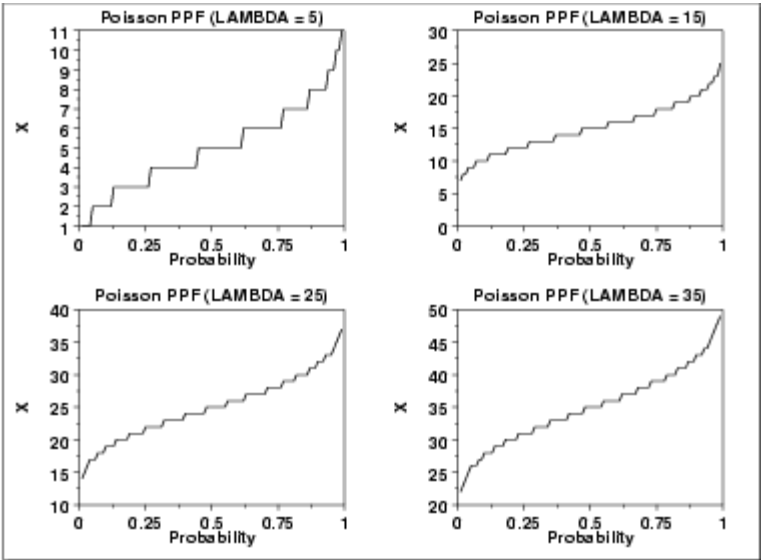 Poisson PPF (LAMBDA = 5)
11
10
9
8
7
6
5
4
3
2
1
X
0 0.25 0.5 0.75 1
Probability
Poisson PPF (LAMBDA = 15)
30
25
20
15
10
5
0
X
0 0.25 0.5 0.75 1
Probability
Poisson PPF (LAMBDA = 25)
40
35
30
25
20
15
10
X
0 0.25 0.5 0.75 1
Probability
Poisson PPF (LAMBDA = 35)
50
45
40
35
30
25
20
X
0 0.25 0.5 0.75 1
Probability